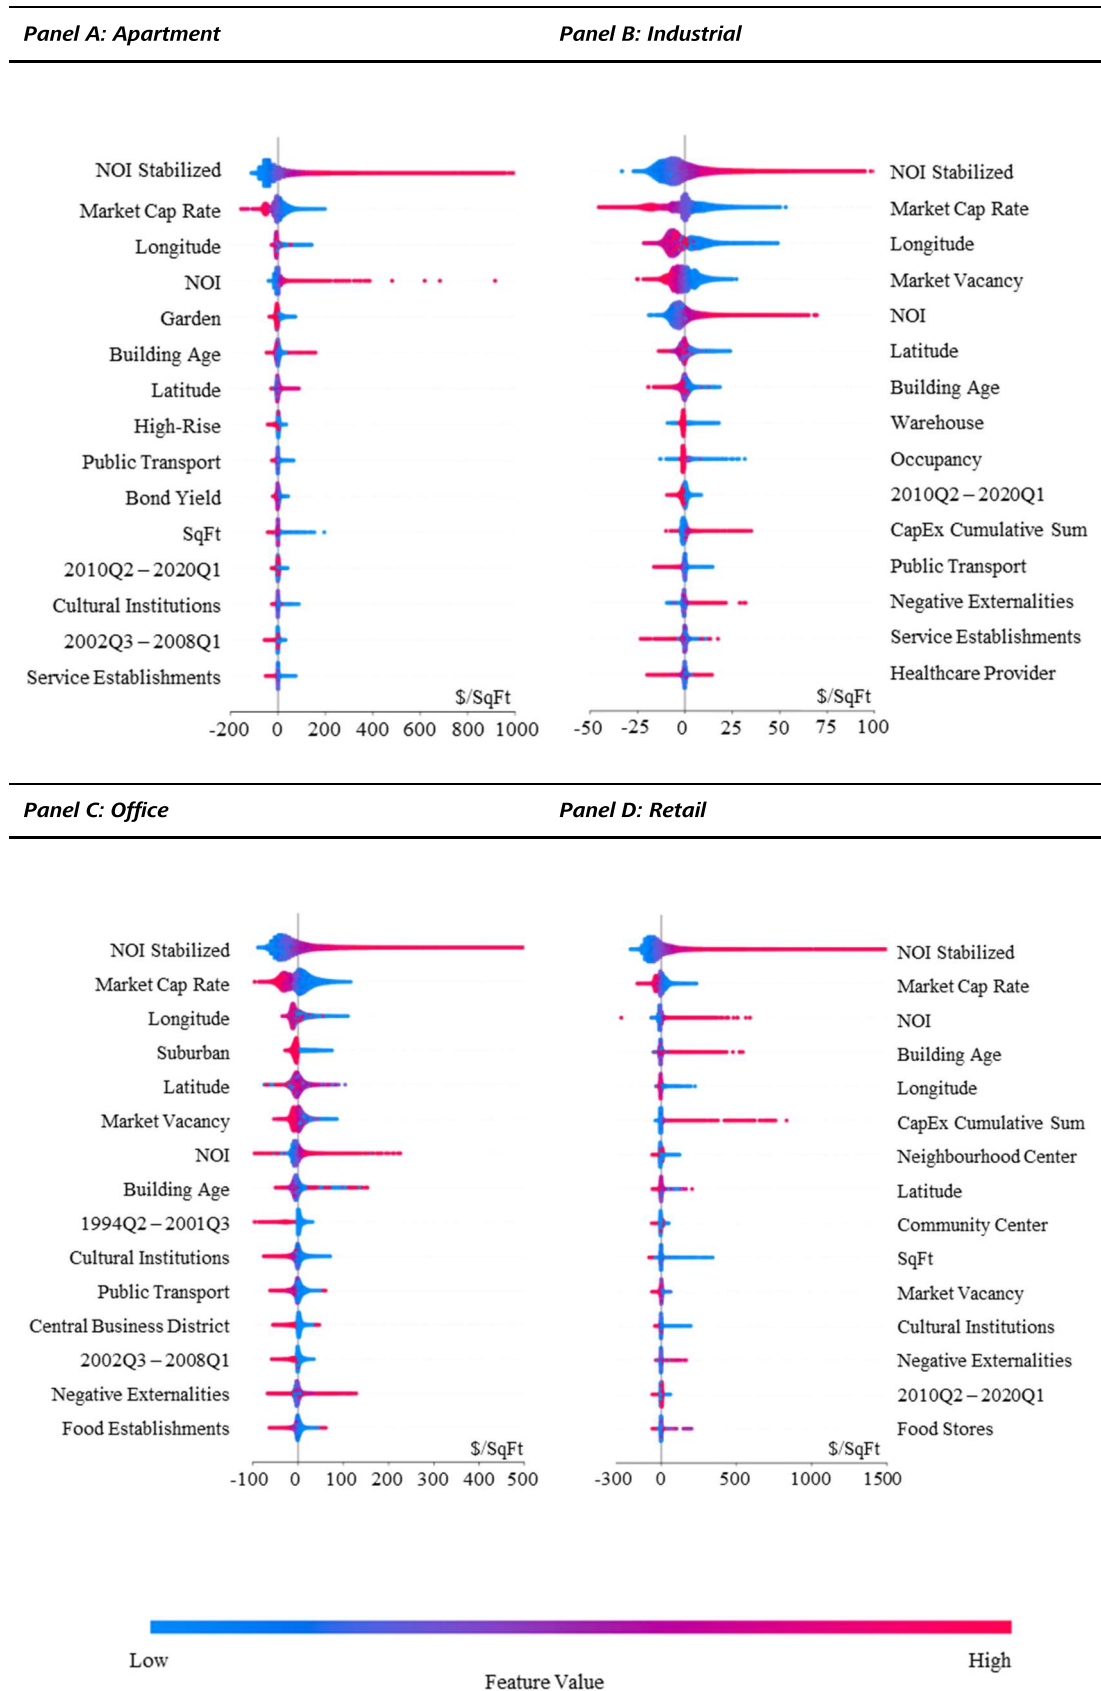 Panel A: Apartment
Panel B: Industrial
NOI Stabilized
Market Cap Rate
Longitude
NOI
Garden
Building Age
Latitude
High-Rise
Public Transport
Bond Yield
SqFt
2010Q2 – 2020Q1
Cultural Institutions
2002Q3 – 2008Q1
Service Establishments
$/SqFt
-200 0 200 400 600 800 1000
NOI Stabilized
Market Cap Rate
Longitude
Market Vacancy
NOI
Latitude
Building Age
Warehouse
Occupancy
2010Q2 – 2020Q1
CapEx Cumulative Sum
Public Transport
Negative Externalities
Service Establishments
Healthcare Provider
$/SqFt
-50 -25 0 25 50 75 100
Panel C: Office
Panel D: Retail
NOI Stabilized
Market Cap Rate
Longitude
Suburban
Latitude
Market Vacancy
NOI
Building Age
1994Q2 – 2001Q3
Cultural Institutions
Public Transport
Central Business District
2002Q3 – 2008Q1
Negative Externalities
Food Establishments
$/SqFt
-100 0 100 200 300 400 500
NOI Stabilized
Market Cap Rate
NOI
Building Age
Longitude
CapEx Cumulative Sum
Neighbourhood Center
Latitude
Community Center
SqFt
Market Vacancy
Cultural Institutions
Negative Externalities
2010Q2 – 2020Q1
Food Stores
$/SqFt
-300 0 500 1000 1500
Low
High
Feature Value